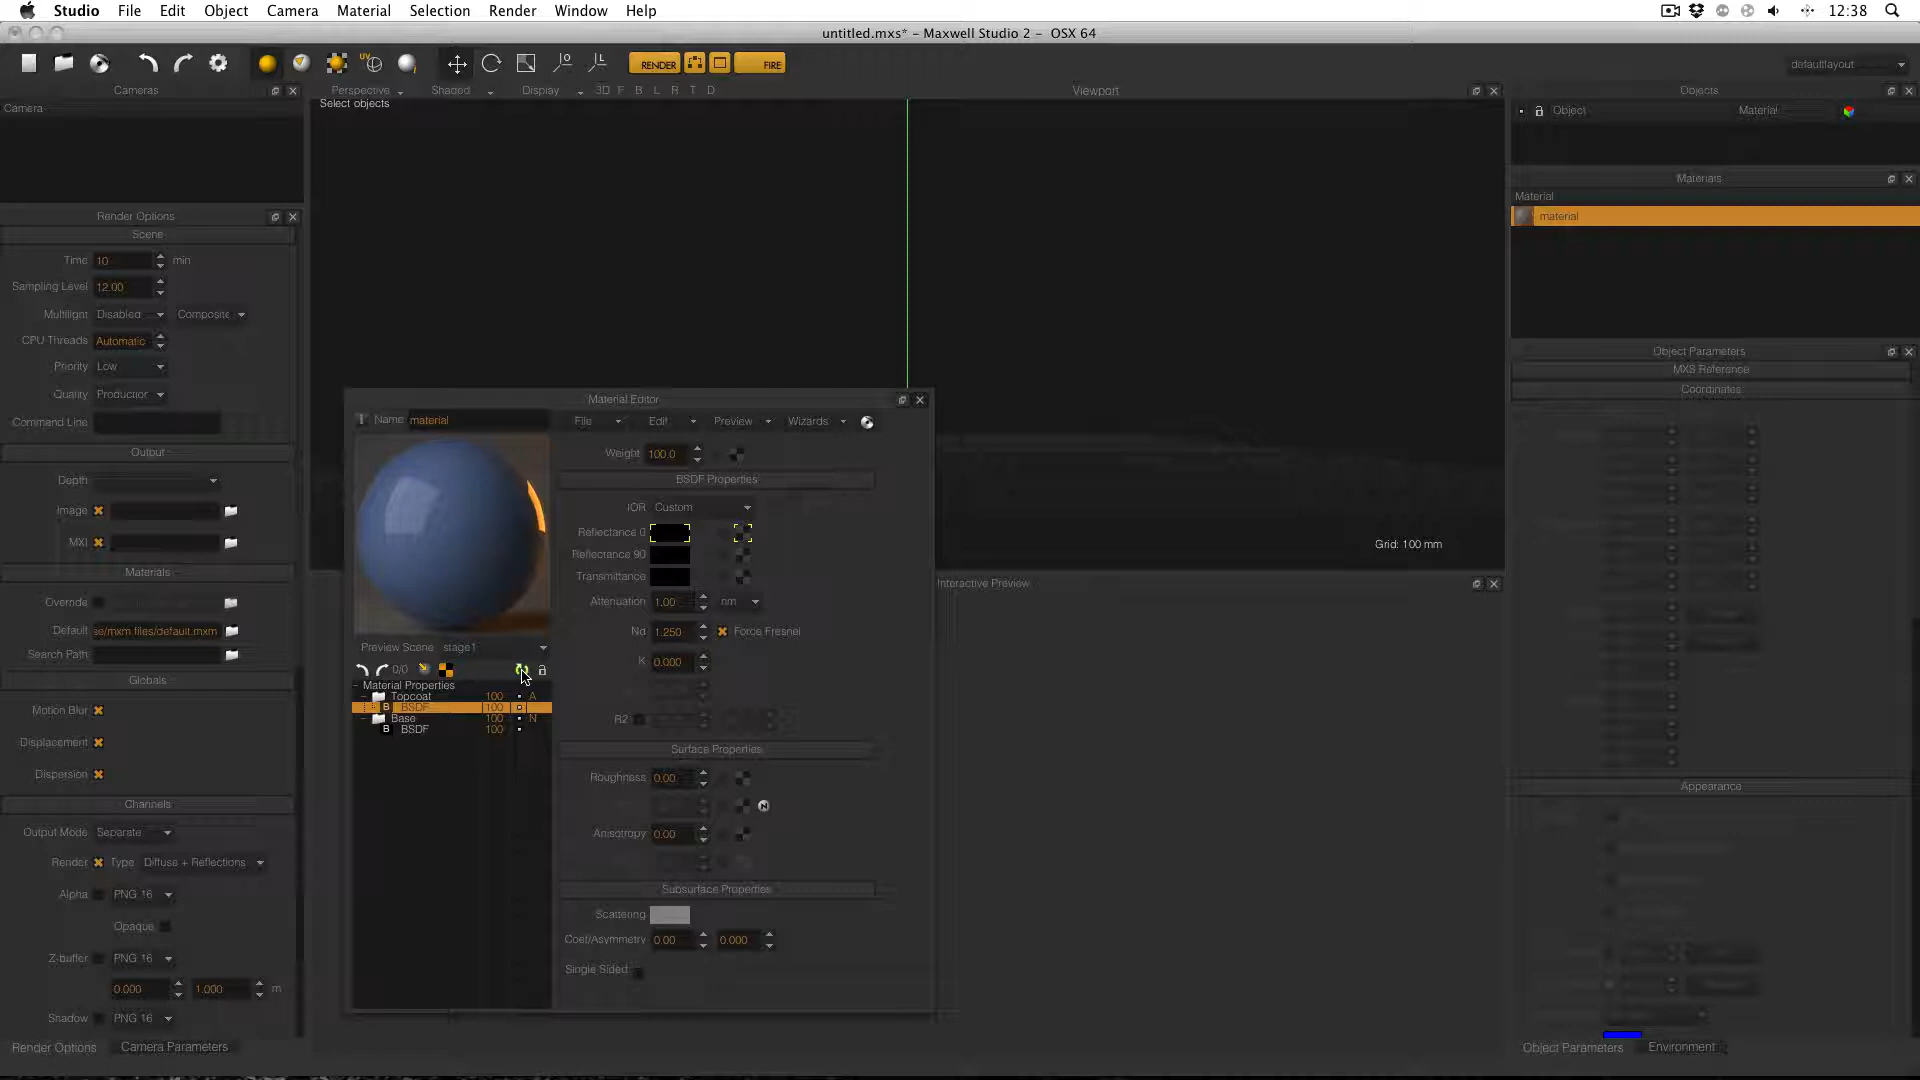 Studio File Edit Object Camera Material Selection Render Window Help 12:38
untitled.mxs* – Maxwell Studio 2 – OSX 64
RENDER FIRE defaultlayout
Cameras Perspective Shaded Display 3D F B L R T D Viewport Objects
Camera Select objects Object Material
Materials
Material
material
Render Options
Scene
Time 10 min
Sampling Level 12.00
Multilight Disabled Composite
CPU Threads Automatic
Priority Low
Quality Production
Command Line
Output
Depth
Image
MXI
Materials
Override
Default se/mxm files/default.mxm
Search Path
Globals
Motion Blur
Displacement
Dispersion
Channels
Output Mode Separate
Render Type Diffuse + Reflections
Alpha PNG 16
Opaque
Z-buffer PNG 16
0.000 1.000 m
Shadow PNG 16
Render Options Camera Parameters
Material Editor
Name material File Edit Preview Wizards
Weight 100.0
BSDF Properties
IOR Custom
Reflectance 0
Reflectance 90
Transmittance
Attenuation 1.00 nm
Nd 1.250 Force Fresnel
K 0.000
R2
Surface Properties
Roughness 0.00
N
Anisotropy 0.00
Subsurface Properties
Scattering
Coef/Asymmetry 0.00 0.000
Single Sided
Preview Scene stage1
0/0
Material Properties
Topcoat 100 A
B BSDF 100
Base 100 N
B BSDF 100
Grid: 100 mm
Interactive Preview
Object Parameters
MXS Reference
Coordinates
Appearance
Object Parameters Environment